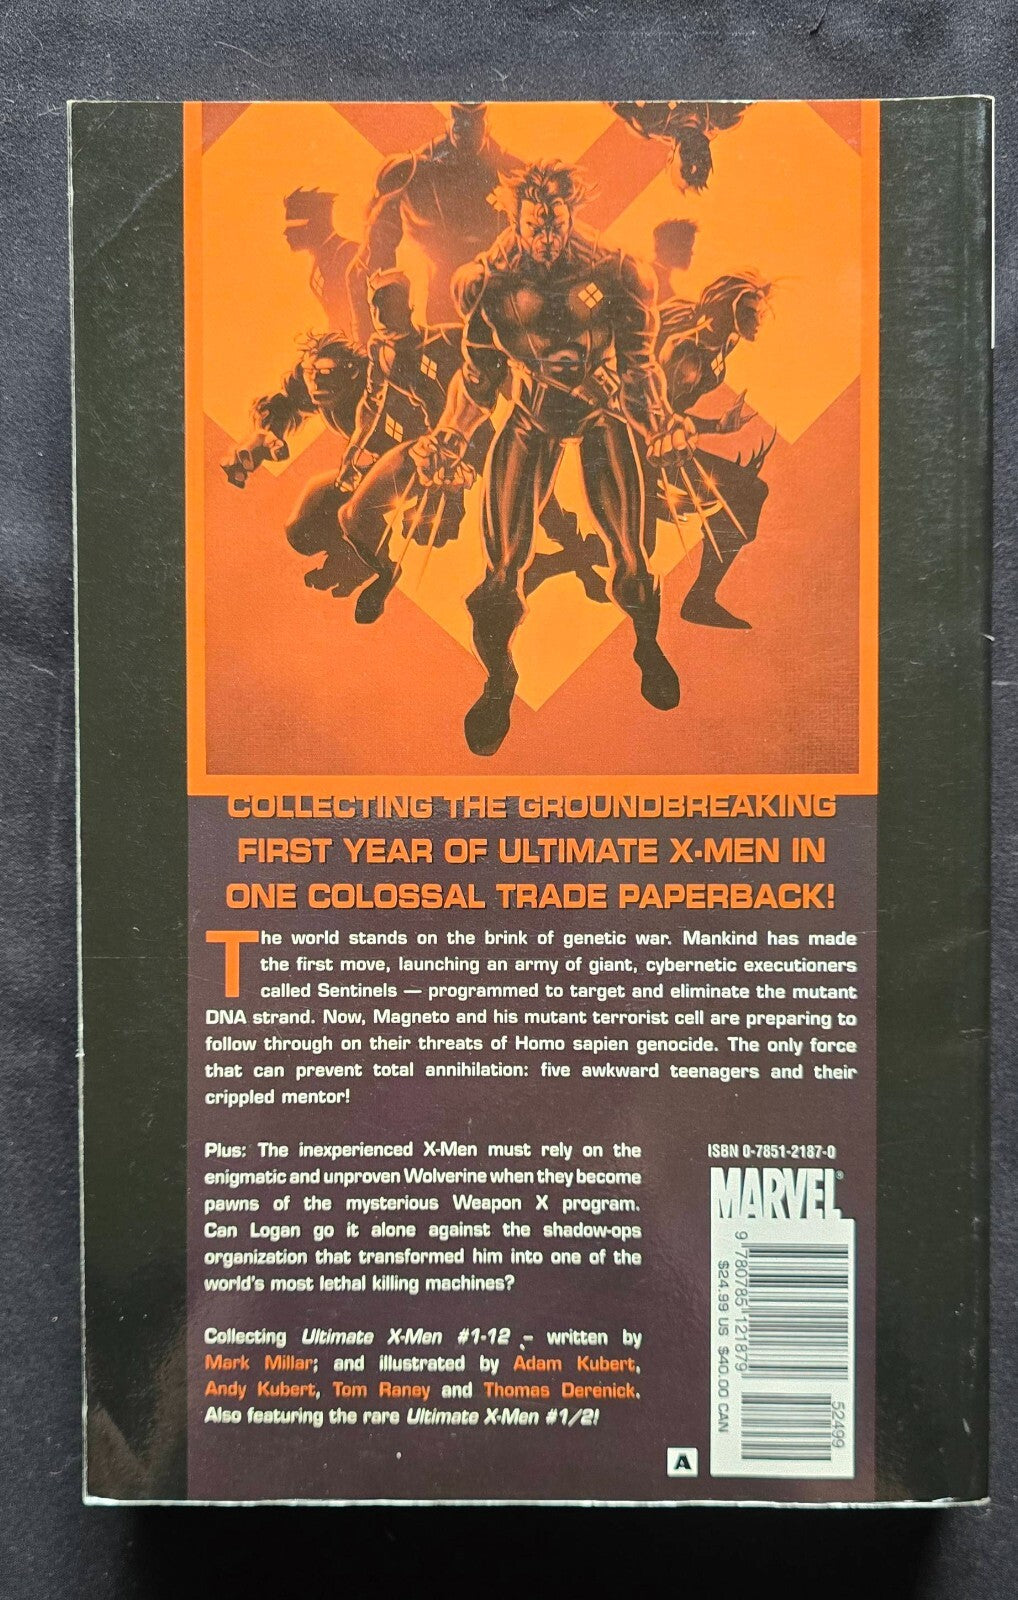 COLLECTING THE GROUNDBREAKING
FIRST YEAR OF ULTIMATE X-MEN IN
ONE COLOSSAL TRADE PAPERBACK!
The world stands on the brink of genetic war. Mankind has made
the first move, launching an army of giant, cybernetic executioners
called Sentinels — programmed to target and eliminate the mutant
DNA strand. Now, Magneto and his mutant terrorist cell are preparing to
follow through on their threats of Homo sapien genocide. The only force
that can prevent total annihilation: five awkward teenagers and their
crippled mentor!
Plus: The inexperienced X-Men must rely on the
enigmatic and unproven Wolverine when they become
pawns of the mysterious Weapon X program.
Can Logan go it alone against the shadow-ops
organization that transformed him into one of the
world's most lethal killing machines?
Collecting Ultimate X-Men #1-12 – written by
Mark Millar; and illustrated by Adam Kubert,
Andy Kubert, Tom Raney and Thomas Derenick.
Also featuring the rare Ultimate X-Men #1/2!
ISBN 0-7851-2187-0
MARVEL®
9 780785 121879
$24.99 US $40.00 CAN
52499
A